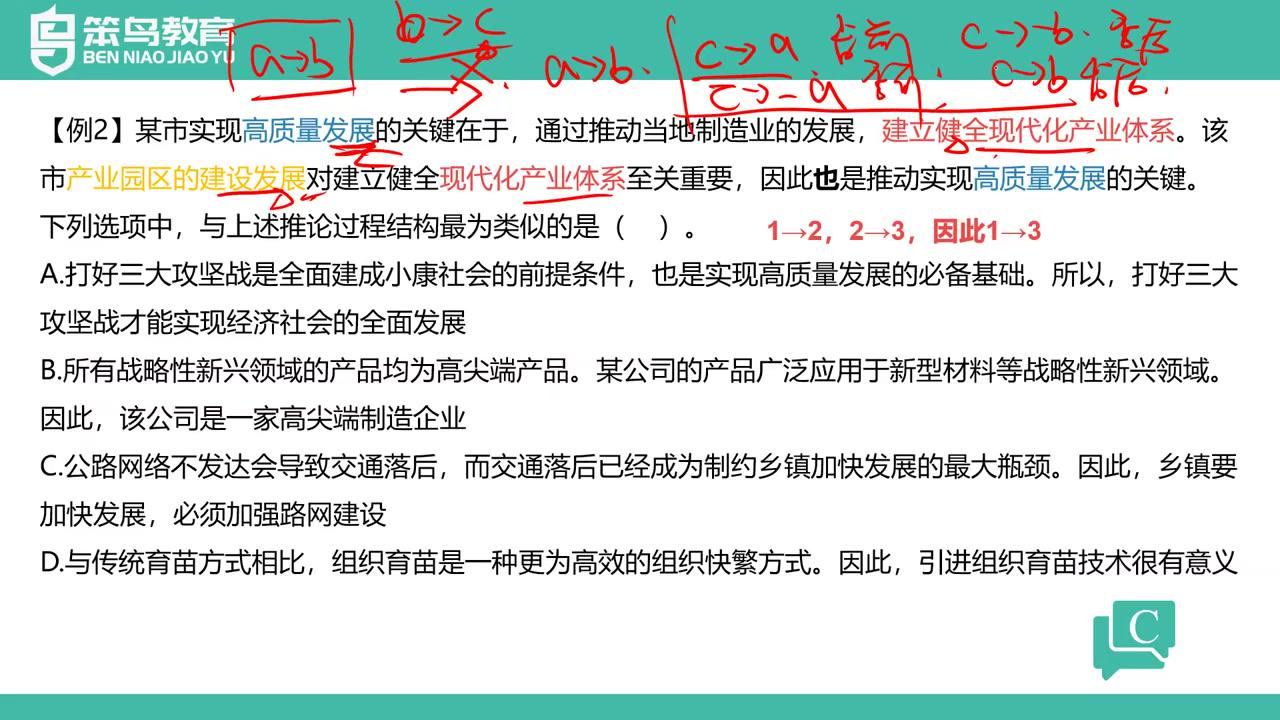 笨鸟教育
BEN NIAO JIAO YU
a→b
b→c
a→b.
c→a 肯前
c→-a 否前
c→-b. 否后
c→b 肯后.
【例2】某市实现高质量发展的关键在于，通过推动当地制造业的发展，建立健全现代化产业体系。该
市产业园区的建设发展对建立健全现代化产业体系至关重要，因此也是推动实现高质量发展的关键。
下列选项中，与上述推论过程结构最为类似的是（ ）。 1→2，2→3，因此1→3
A.打好三大攻坚战是全面建成小康社会的前提条件，也是实现高质量发展的必备基础。所以，打好三大
攻坚战才能实现经济社会的全面发展
B.所有战略性新兴领域的产品均为高尖端产品。某公司的产品广泛应用于新型材料等战略性新兴领域。
因此，该公司是一家高尖端制造企业
C.公路网络不发达会导致交通落后，而交通落后已经成为制约乡镇加快发展的最大瓶颈。因此，乡镇要
加快发展，必须加强路网建设
D.与传统育苗方式相比，组织育苗是一种更为高效的组织快繁方式。因此，引进组织育苗技术很有意义
C